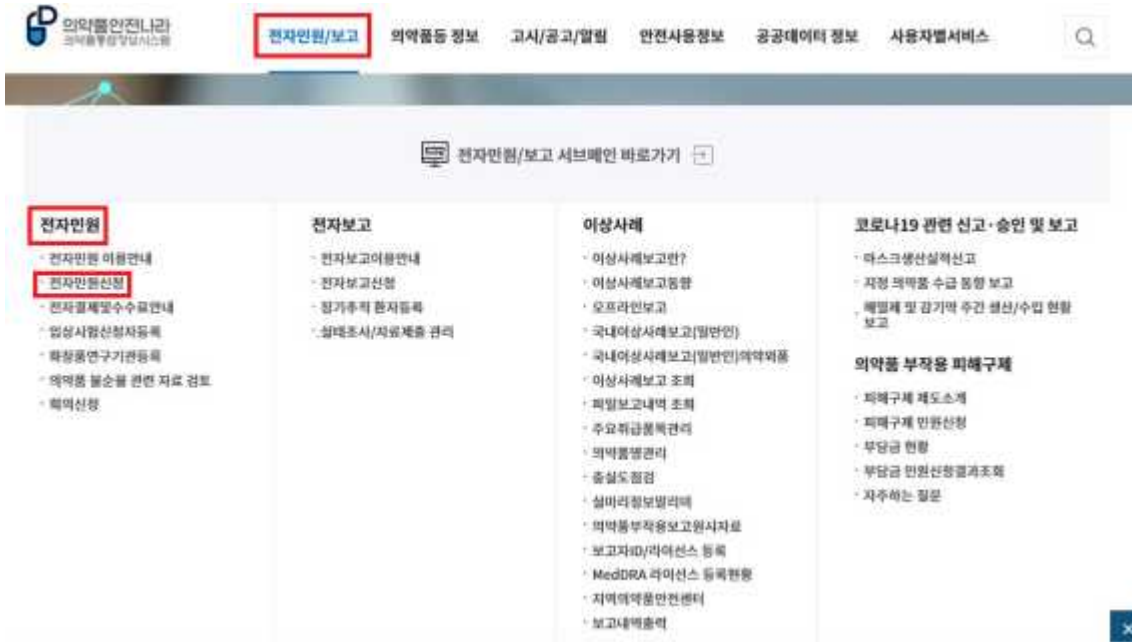 의약품안전나라
의약품통합정보시스템
전자민원/보고 의약품등 정보 고시/공고/알림 안전사용정보 공공데이터 정보 사용자별서비스
전자민원/보고 서브메인 바로가기
전자민원
· 전자민원 이용안내
· 전자민원신청
· 전자결제및수수료안내
· 임상시험신청자등록
· 화장품연구기관등록
· 의약품 불순물 관련 자료 검토
· 회의신청
전자보고
· 전자보고이용안내
· 전자보고신청
· 장기추적 환자등록
· 실태조사/자료제출 관리
이상사례
· 이상사례보고란?
· 이상사례보고동향
· 오프라인보고
· 국내이상사례보고(일반인)
· 국내이상사례보고(일반인)의약외품
· 이상사례보고 조회
· 파일보고내역 조회
· 주요취급품목관리
· 의약품명관리
· 충실도점검
· 실마리정보알리미
· 의약품부작용보고원시자료
· 보고자ID/라이선스 등록
· MedDRA 라이선스 등록현황
· 지역의약품안전센터
· 보고내역출력
코로나19 관련 신고·승인 및 보고
· 마스크생산실적신고
· 지정 의약품 수급 동향 보고
· 해열제 및 감기약 주간 생산/수입 현황
보고
의약품 부작용 피해구제
· 피해구제 제도소개
· 피해구제 민원신청
· 부담금 현황
· 부담금 민원신청결과조회
· 자주하는 질문